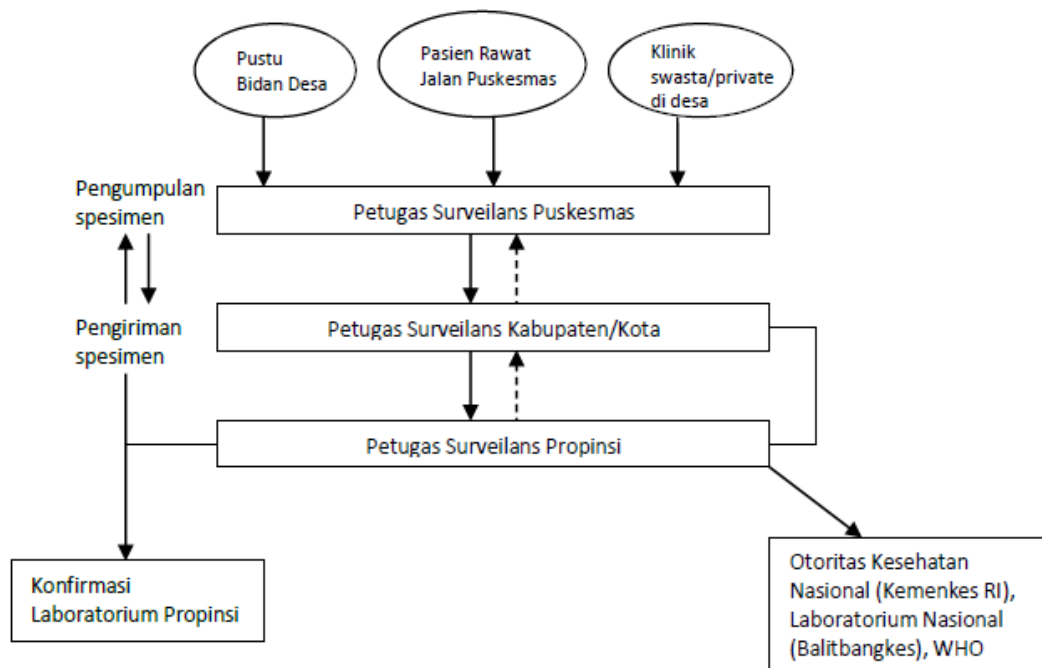 Pustu
Bidan Desa
Pasien Rawat
Jalan Puskesmas
Klinik
swasta/private
di desa
Pengumpulan
spesimen
Petugas Surveilans Puskesmas
Pengiriman
spesimen
Petugas Surveilans Kabupaten/Kota
Petugas Surveilans Propinsi
Konfirmasi
Laboratorium Propinsi
Otoritas Kesehatan
Nasional (Kemenkes RI),
Laboratorium Nasional
(Balitbangkes), WHO